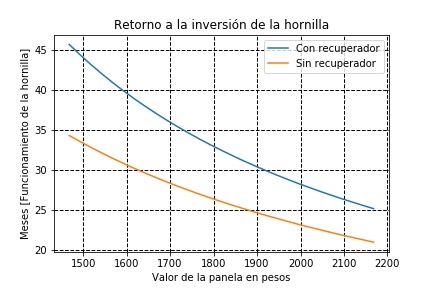 Retorno a la inversión de la hornilla
Con recuperador
Sin recuperador
Meses [Funcionamiento de la hornilla]
45
40
35
30
25
20
1500 1600 1700 1800 1900 2000 2100 2200
Valor de la panela en pesos